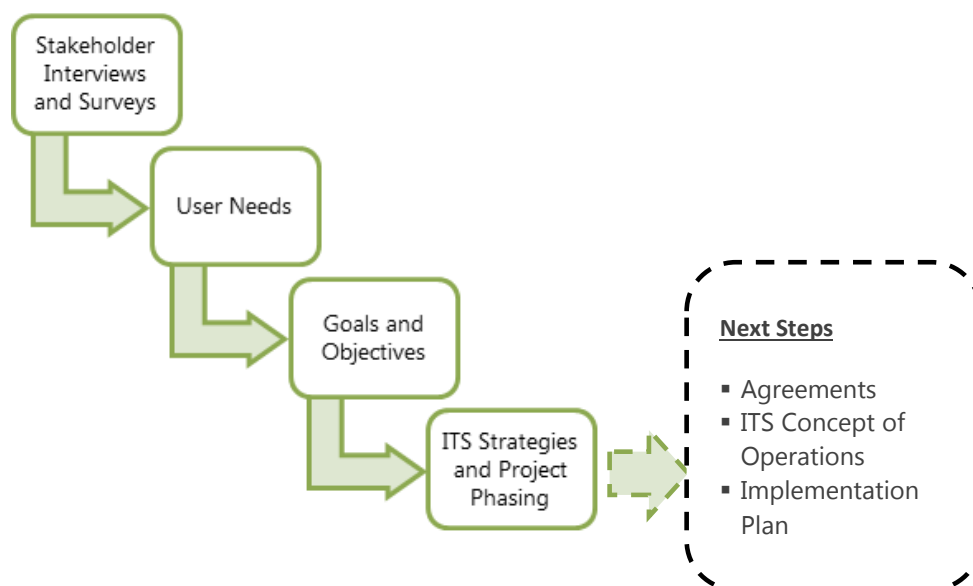 Stakeholder
Interviews
and Surveys
User Needs
Goals and
Objectives
ITS Strategies
and Project
Phasing
Next Steps
▪ Agreements
▪ ITS Concept of
Operations
▪ Implementation
Plan